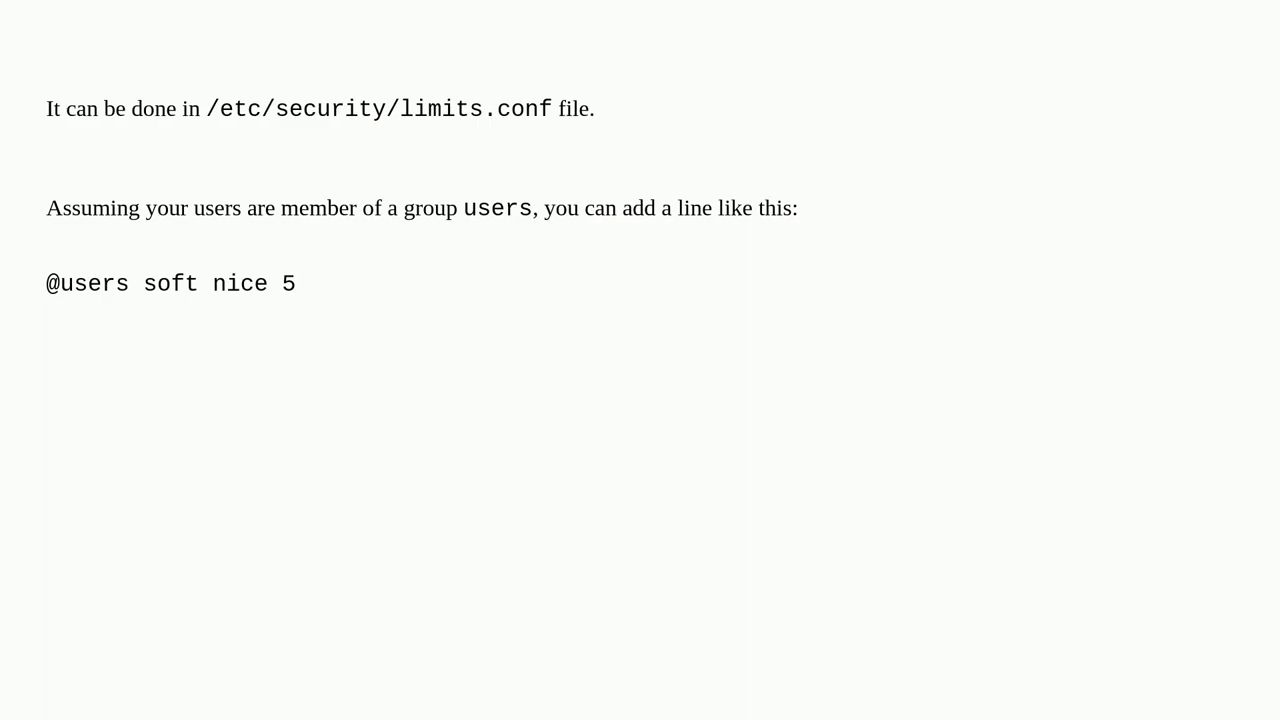 It can be done in /etc/security/limits.conf file.
Assuming your users are member of a group users, you can add a line like this:
@users soft nice 5